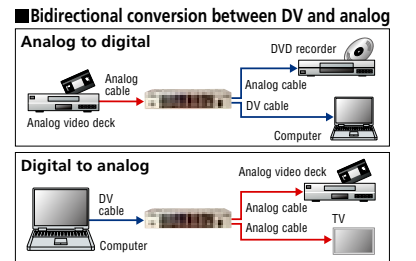 ■Bidirectional conversion between DV and analog
Analog to digital
DVD recorder
Analog
cable
Analog cable
DV cable
Analog video deck
Computer
Digital to analog
Analog video deck
DV
cable
Analog cable
TV
Analog cable
Computer